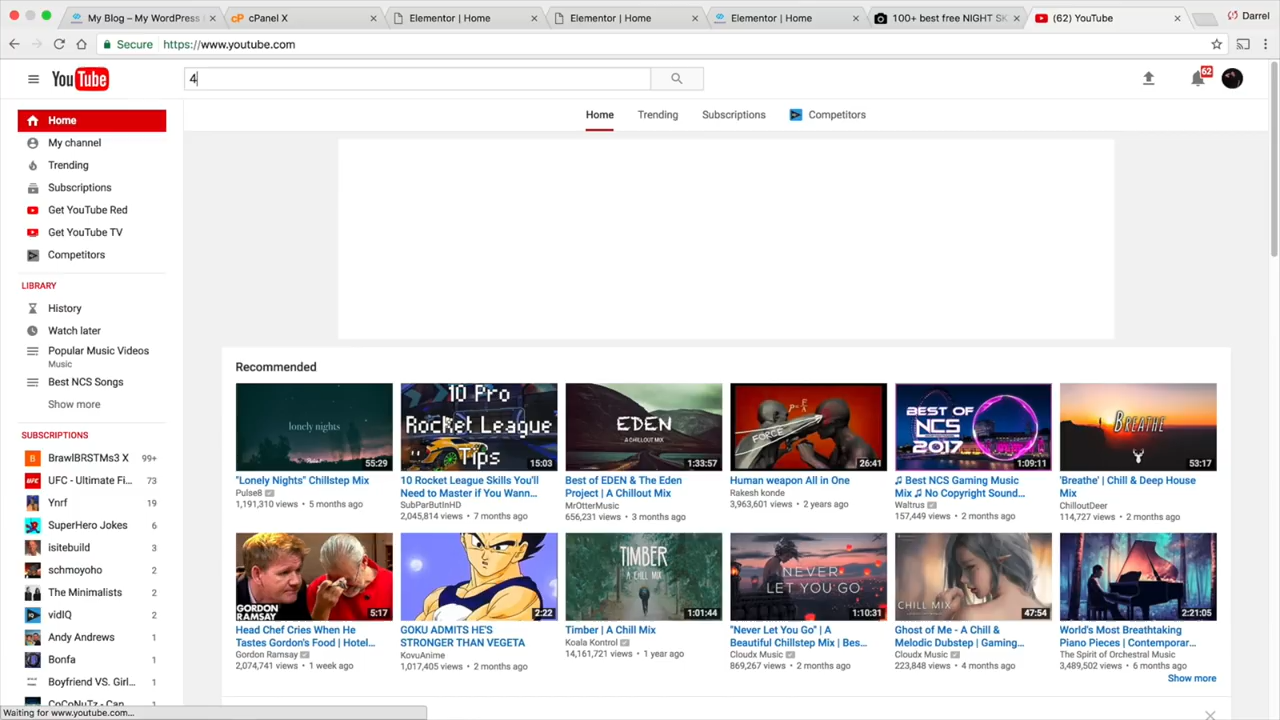 My Blog – My WordPress
cPanel X
Elementor | Home
Elementor | Home
Elementor | Home
100+ best free NIGHT SK
(62) YouTube
Darrel
Secure
https://www.youtube.com
YouTube
4
62
Home
Trending
Subscriptions
Competitors
Home
My channel
Trending
Subscriptions
Get YouTube Red
Get YouTube TV
Competitors
LIBRARY
History
Watch later
Popular Music Videos
Music
Best NCS Songs
Show more
SUBSCRIPTIONS
BrawlBRSTMs3 X 99+
UFC - Ultimate Fi... 73
Ynrf 19
SuperHero Jokes 6
isitebuild 3
schmoyoho 2
The Minimalists 2
vidIQ 2
Andy Andrews 1
Bonfa 1
Boyfriend VS. Girl... 1
CoCoNuTz - Can
Recommended
lonely nights
55:29
"Lonely Nights" Chillstep Mix
Pulse8
1,191,310 views • 5 months ago
10 Pro
Rocket League
Tips
15:03
10 Rocket League Skills You'll
Need to Master if You Wann...
SubParButInHD
2,045,814 views • 7 months ago
EDEN
A CHILLOUT MIX
1:33:57
Best of EDEN & The Eden
Project | A Chillout Mix
MrOtterMusic
656,231 views • 3 months ago
FORCE
26:41
Human weapon All in One
Rakesh konde
3,963,601 views • 2 years ago
BEST OF
NCS
2017
1:09:11
♫ Best NCS Gaming Music
Mix ♫ No Copyright Sound...
Waltrus
157,449 views • 2 months ago
BREATHE
53:17
'Breathe' | Chill & Deep House
Mix
ChilloutDeer
114,727 views • 2 months ago
GORDON
RAMSAY
5:17
Head Chef Cries When He
Tastes Gordon's Food | Hotel...
Gordon Ramsay
2,074,741 views • 1 week ago
2:22
GOKU ADMITS HE'S
STRONGER THAN VEGETA
KovuAnime
1,017,405 views • 2 months ago
TIMBER
A CHILL MIX
1:01:44
Timber | A Chill Mix
Koala Kontrol
14,161,721 views • 1 year ago
NEVER
LET YOU GO
1:10:31
"Never Let You Go" | A
Beautiful Chillstep Mix | Bes...
Cloudx Music
869,267 views • 2 months ago
CHILL MIX
47:54
Ghost of Me - A Chill &
Melodic Dubstep | Gaming...
Cloudx Music
223,848 views • 4 months ago
2:21:05
World's Most Breathtaking
Piano Pieces | Contemporar...
The Spirit of Orchestral Music
3,489,502 views • 6 months ago
Show more
Waiting for www.youtube.com...